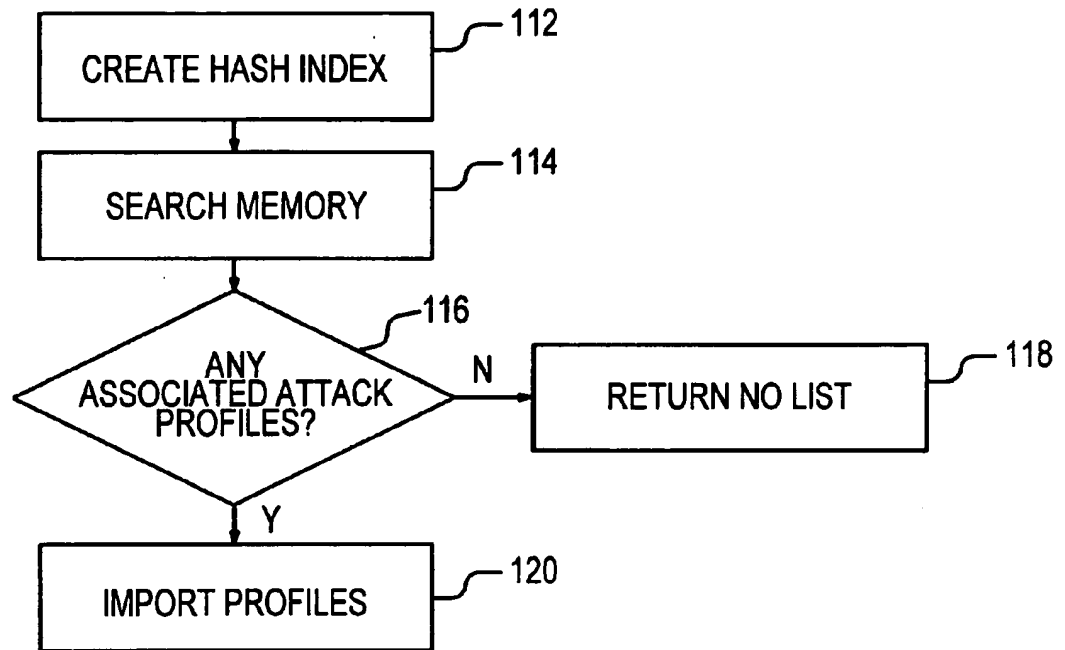 112
CREATE HASH INDEX
114
SEARCH MEMORY
116
ANY
ASSOCIATED ATTACK
PROFILES?
N
118
RETURN NO LIST
Y
120
IMPORT PROFILES